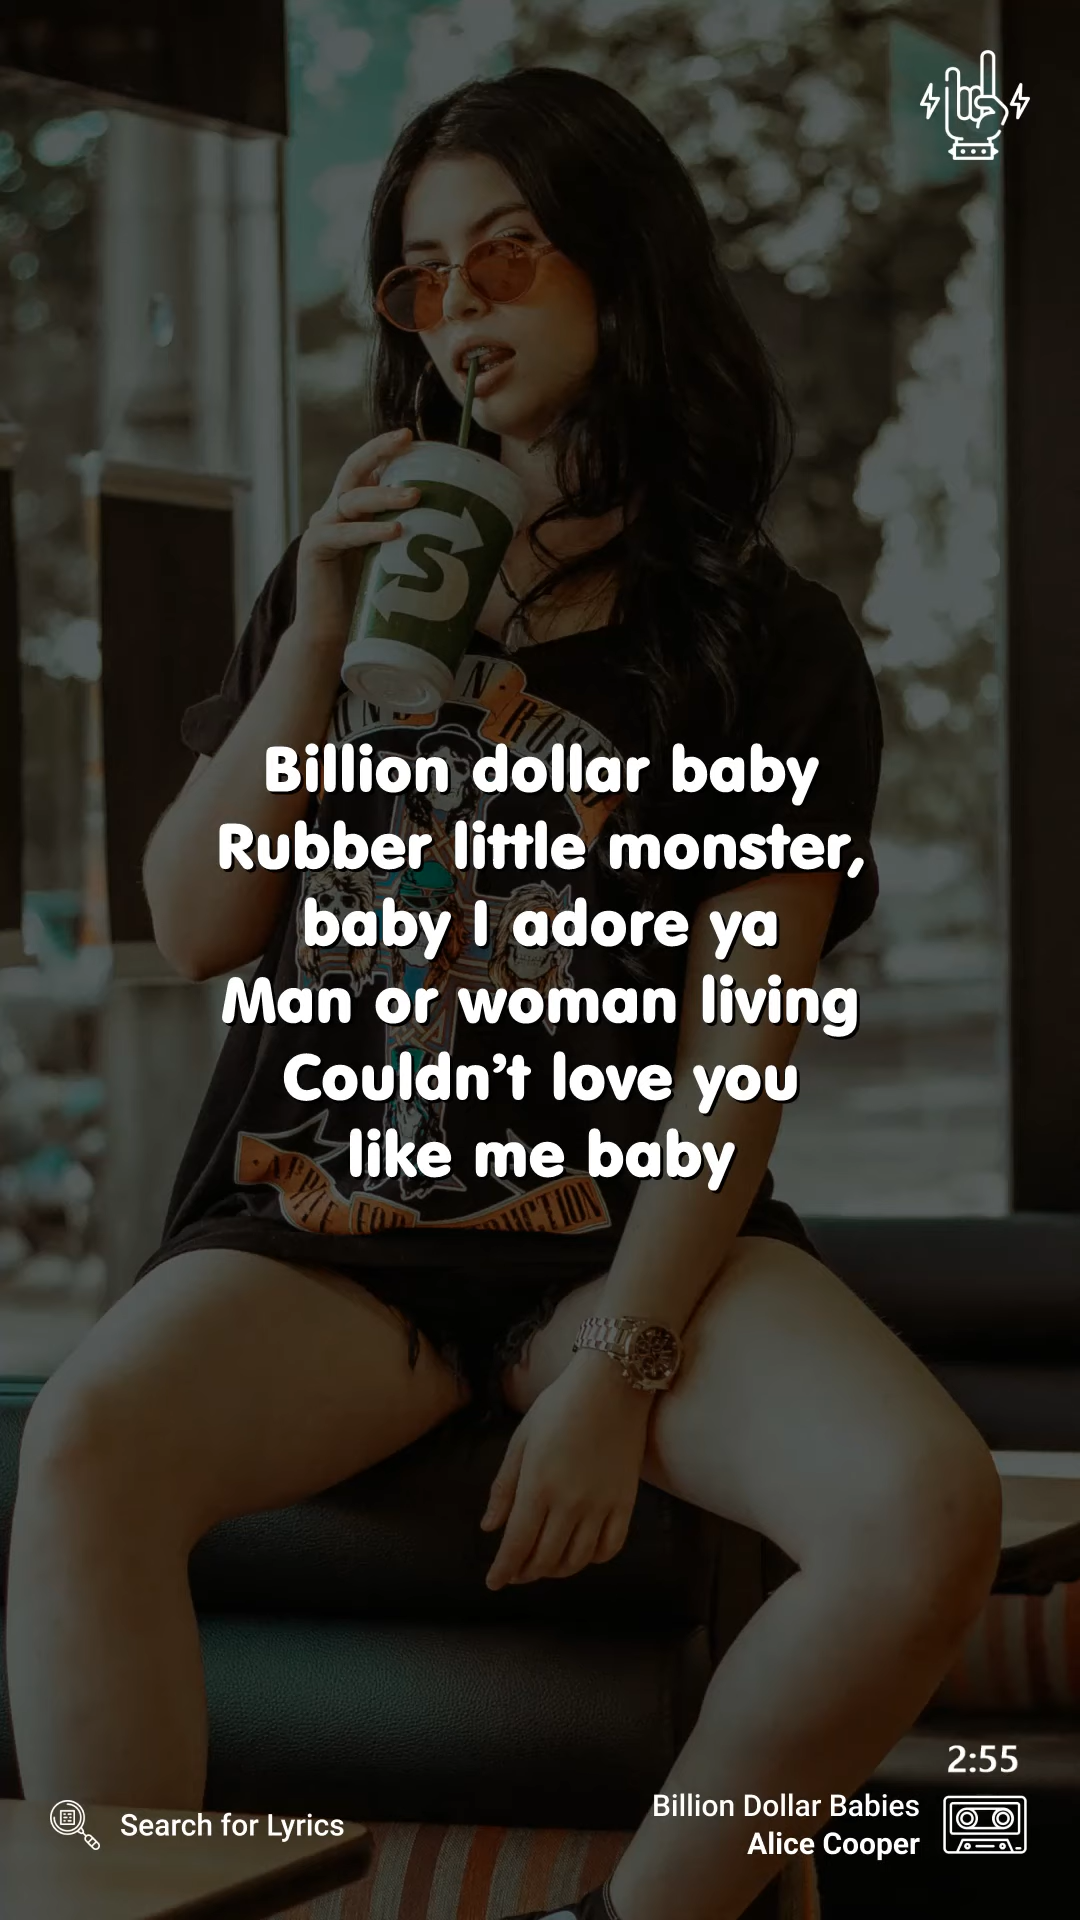 S
N
ROSES
Billion dollar baby
Rubber little monster,
baby I adore ya
Man or woman living
Couldn’t love you
like me baby
2:55
Search for Lyrics
Billion Dollar Babies
Alice Cooper